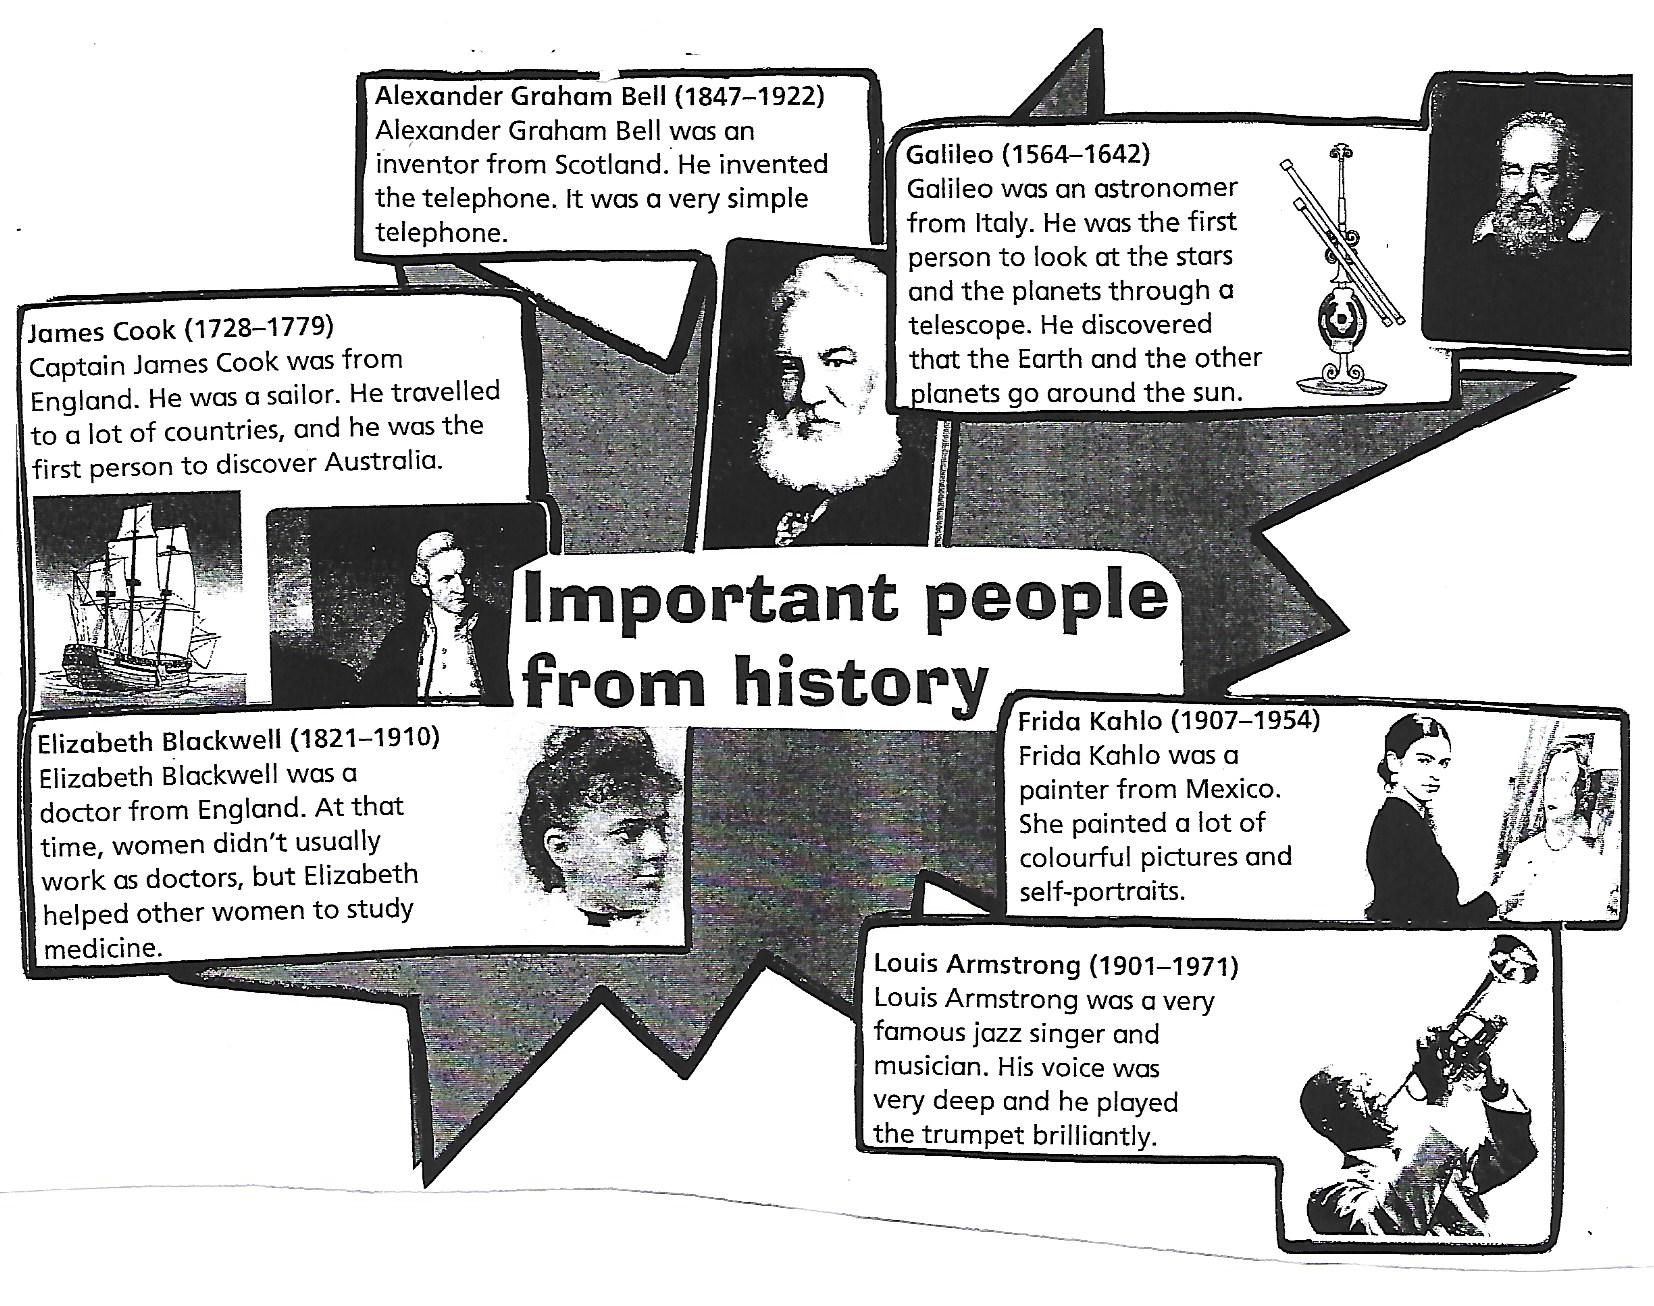 Alexander Graham Bell (1847–1922)
Alexander Graham Bell was an
inventor from Scotland. He invented
the telephone. It was a very simple
telephone.
Galileo (1564–1642)
Galileo was an astronomer
from Italy. He was the first
person to look at the stars
and the planets through a
telescope. He discovered
that the Earth and the other
planets go around the sun.
James Cook (1728–1779)
Captain James Cook was from
England. He was a sailor. He travelled
to a lot of countries, and he was the
first person to discover Australia.
Important people
from history
Elizabeth Blackwell (1821–1910)
Elizabeth Blackwell was a
doctor from England. At that
time, women didn't usually
work as doctors, but Elizabeth
helped other women to study
medicine.
Frida Kahlo (1907–1954)
Frida Kahlo was a
painter from Mexico.
She painted a lot of
colourful pictures and
self-portraits.
Louis Armstrong (1901–1971)
Louis Armstrong was a very
famous jazz singer and
musician. His voice was
very deep and he played
the trumpet brilliantly.